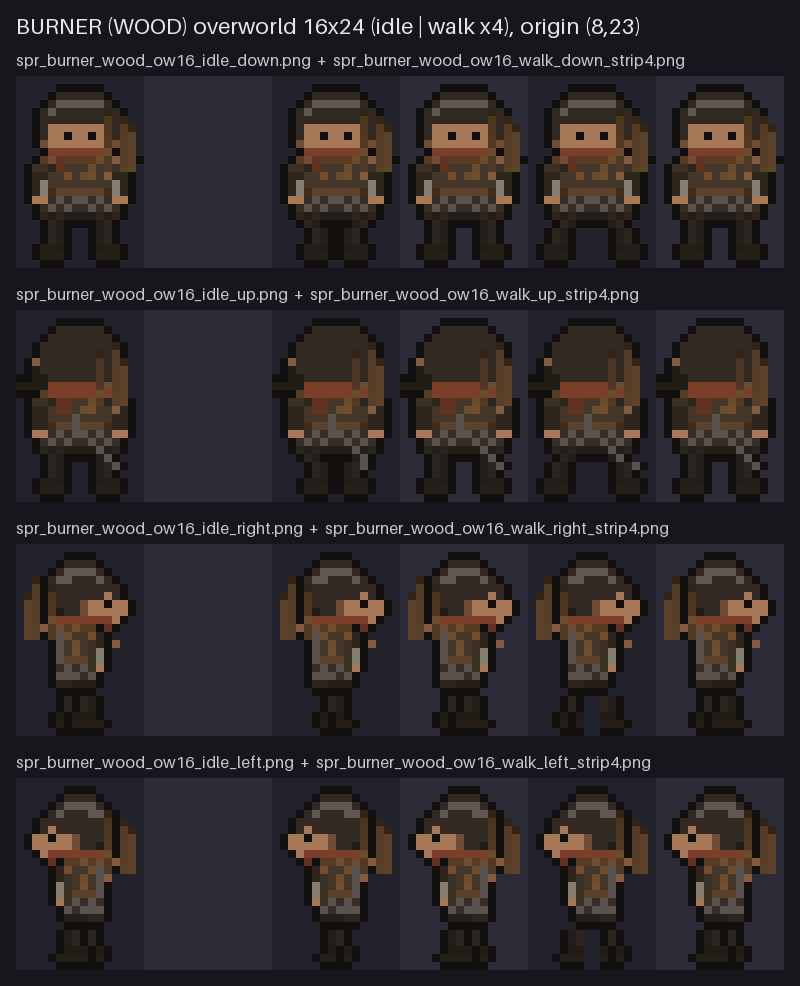 BURNER (WOOD) overworld 16x24 (idle | walk x4), origin (8,23)
spr_burner_wood_ow16_idle_down.png + spr_burner_wood_ow16_walk_down_strip4.png
spr_burner_wood_ow16_idle_up.png + spr_burner_wood_ow16_walk_up_strip4.png
spr_burner_wood_ow16_idle_right.png + spr_burner_wood_ow16_walk_right_strip4.png
spr_burner_wood_ow16_idle_left.png + spr_burner_wood_ow16_walk_left_strip4.png